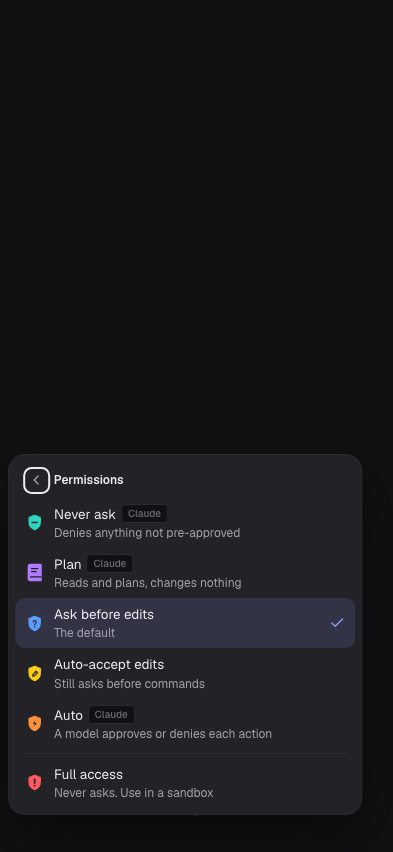 Permissions
Never ask Claude
Denies anything not pre-approved
Plan Claude
Reads and plans, changes nothing
Ask before edits
The default
Auto-accept edits
Still asks before commands
Auto Claude
A model approves or denies each action
Full access
Never asks. Use in a sandbox